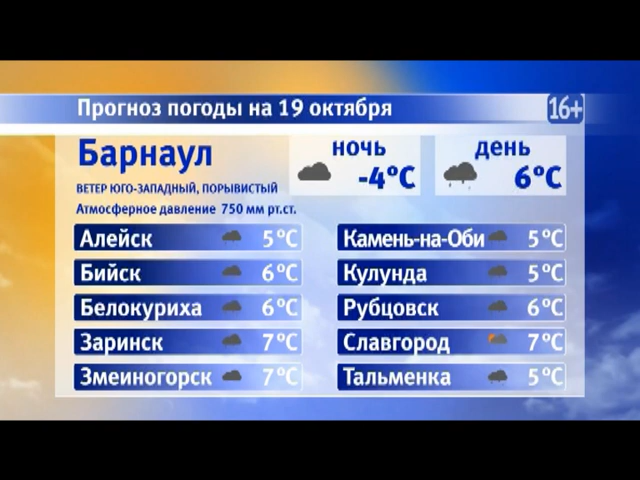 Прогноз погоды на 19 октября 16+
Барнаул
ночь
-4°C
день
6°C
ВЕТЕР ЮГО-ЗАПАДНЫЙ, ПОРЫВИСТЫЙ
Атмосферное давление 750 мм рт.ст.
Алейск 5°C
Бийск 6°C
Белокуриха 6°C
Заринск 7°C
Змеиногорск 7°C
Камень-на-Оби 5°C
Кулунда 5°C
Рубцовск 6°C
Славгород 7°C
Тальменка 5°C